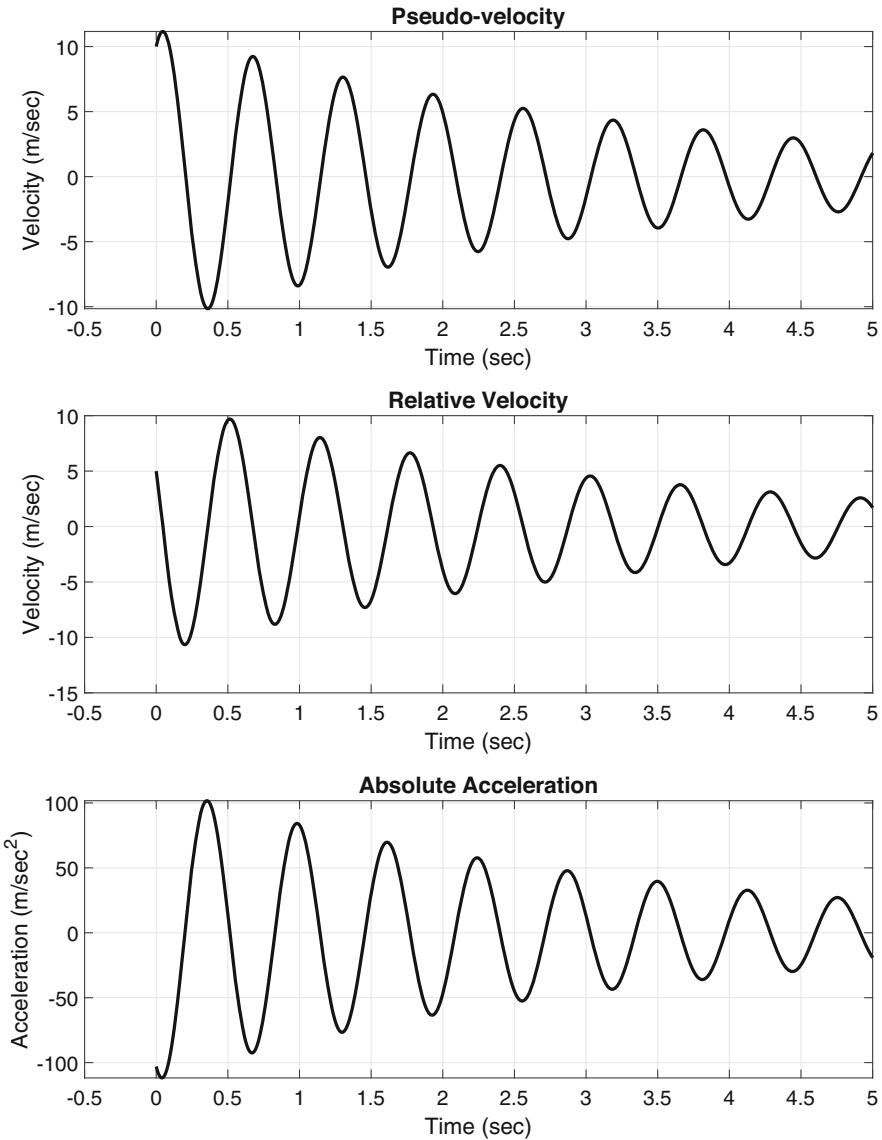 Pseudo-velocity
10
5
0
-5
-10
Velocity (m/sec)
-0.5 0 0.5 1 1.5 2 2.5 3 3.5 4 4.5 5
Time (sec)
Relative Velocity
10
5
0
-5
-10
-15
Velocity (m/sec)
-0.5 0 0.5 1 1.5 2 2.5 3 3.5 4 4.5 5
Time (sec)
Absolute Acceleration
100
50
0
-50
-100
Acceleration (m/sec²)
-0.5 0 0.5 1 1.5 2 2.5 3 3.5 4 4.5 5
Time (sec)